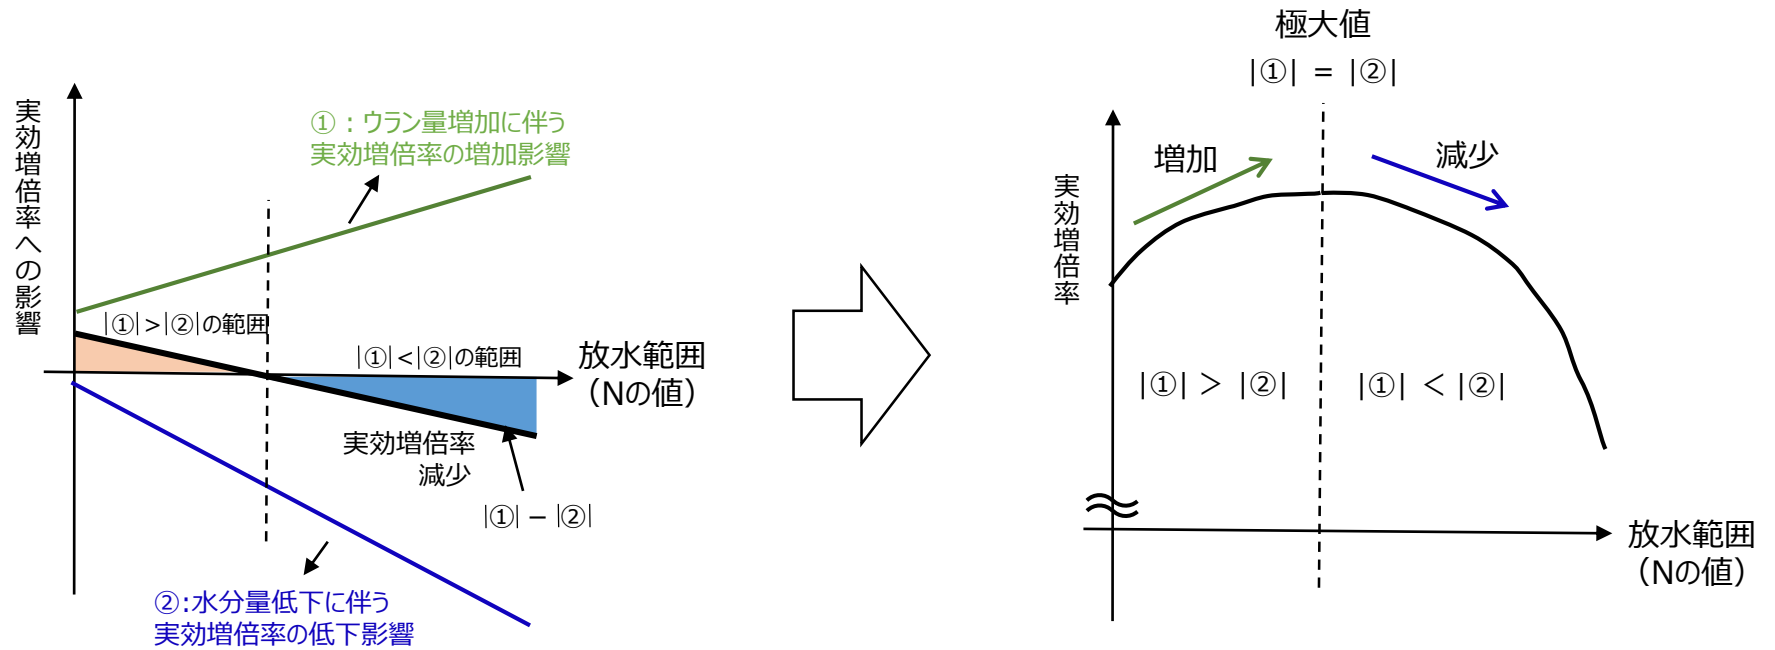 実効増倍率への影響
①：ウラン量増加に伴う
実効増倍率の増加影響
|①|>|②|の範囲
|①|<|②|の範囲
放水範囲
（Nの値）
実効増倍率
減少
|①| － |②|
②:水分量低下に伴う
実効増倍率の低下影響
極大値
|①| = |②|
実効増倍率
増加
減少
|①| ＞ |②|
|①| ＜ |②|
放水範囲
（Nの値）